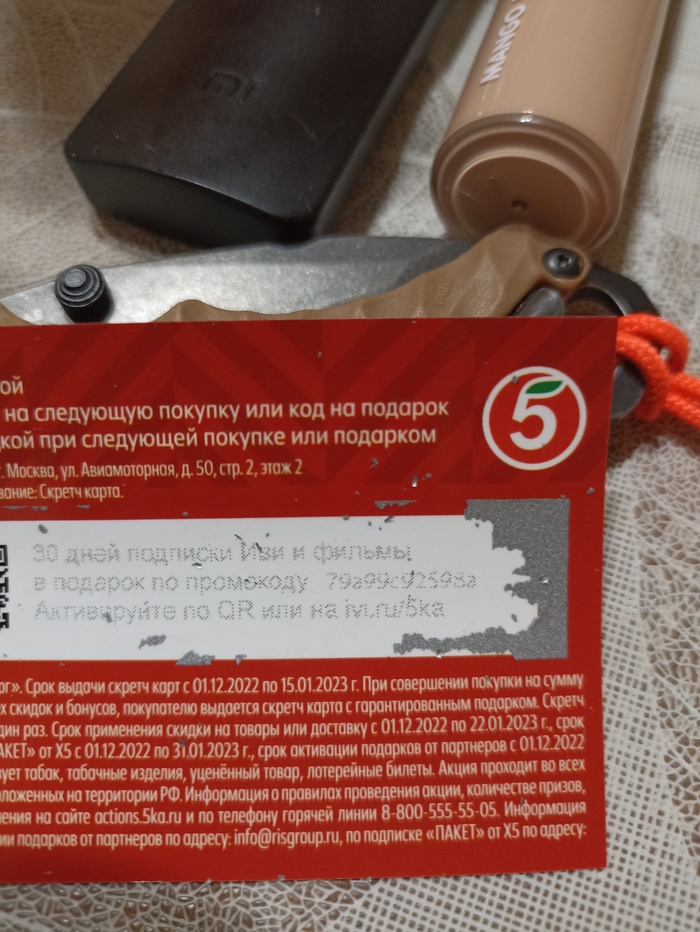 MANGO
mi
ой
на следующую покупку или код на подарок
кой при следующей покупке или подарком
г. Москва, ул. Авиамоторная, д. 50, стр. 2, этаж 2
вание: Скретч карта.
5
30 дней подписки Иви и фильмы
в подарок по промокоду 79a99c92598a
Активируйте по QR или на ivi.ru/5ka
рг». Срок выдачи скретч карт с 01.12.2022 по 15.01.2023 г. При совершении покупки на сумму
ех скидок и бонусов, покупателю выдается скретч карта с гарантированным подарком. Скретч
дин раз. Срок применения скидки на товары или доставку с 01.12.2022 по 22.01.2023 г., срок
АКЕТ» от X5 с 01.12.2022 по 31.01.2023 г., срок активации подарков от партнеров с 01.12.2022
вует табак, табачные изделия, уценённый товар, лотерейные билеты. Акция проходит во всех
ложенных на территории РФ. Информация о правилах проведения акции, количестве призов,
ения на сайте actions.5ka.ru и по телефону горячей линии 8-800-555-55-05. Информация
ии подарков от партнеров по адресу: info@risgroup.ru, по подписке «ПАКЕТ» от X5 по адресу: